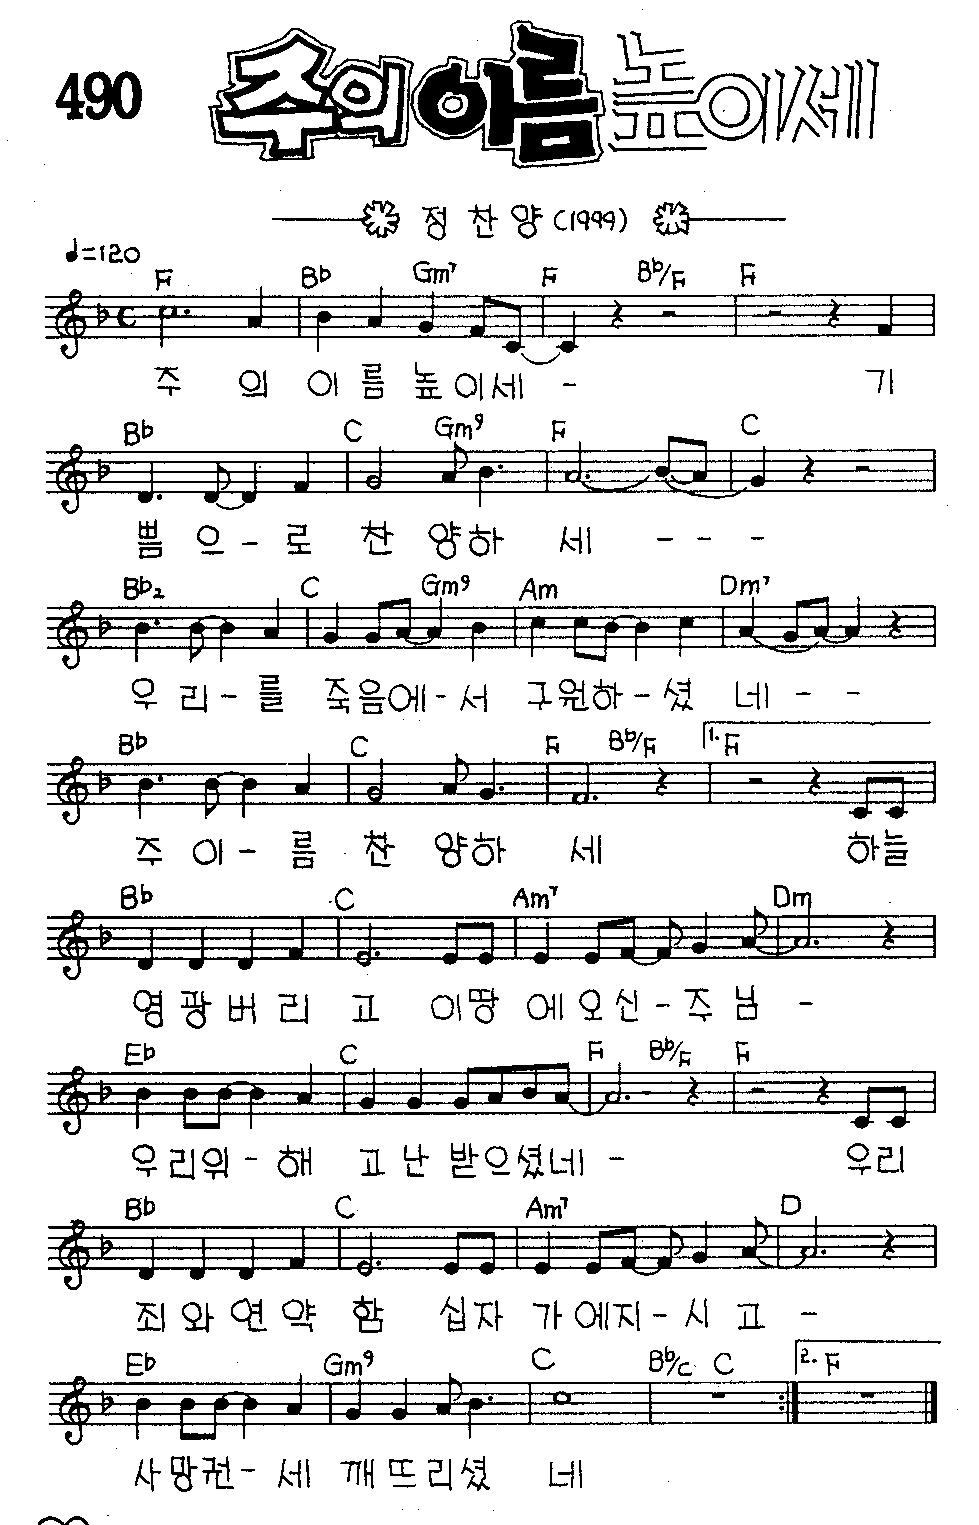 490 주의 이름 높이세
정 찬 양 (1999)
♩=120
F Bb Gm7 F Bb/F F
주 의 이 름 높 이 세 - 기
Bb C Gm9 F C
쁨 으 - 로 찬 양 하 세 - - -
Bb2 C Gm9 Am Dm7
우 리 - 를 죽 음 에 - 서 구 원 하 - 셨 네 - -
Bb C F Bb/F 1. F
주 이 - 름 찬 양 하 세 하 늘
Bb C Am7 Dm
영 광 버 리 고 이 땅 에 오 신 - 주 님 -
Eb C F Bb/F F
우 리 위 - 해 고 난 받 으 셨 네 - 우 리
Bb C Am7 D
죄 와 연 약 함 십 자 가 에 지 - 시 고 -
Eb Gm9 C Bb/C C 2. F
사 망 권 - 세 깨 뜨 리 셨 네